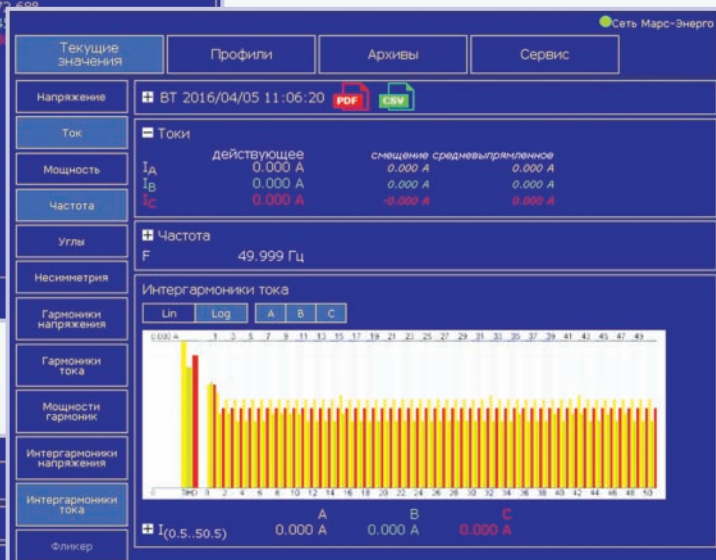 72.688
Сеть Марс-Энерго
Текущие значения
Профили
Архивы
Сервис
Напряжение
Ток
Мощность
Частота
Углы
Несимметрия
Гармоники напряжения
Гармоники тока
Мощности гармоник
Интергармоники напряжения
Интергармоники тока
Фликер
ВТ 2016/04/05 11:06:20 PDF CSV
Токи
действующее смещение средневыпрямленное
IA 0.000 А 0.000 А 0.000 А
IB 0.000 А 0.000 А 0.000 А
IC 0.000 А -0.000 А 0.000 А
Частота
F 49.999 Гц
Интергармоники тока
Lin Log A B C
0.000 А 1 3 5 7 9 11 13 15 17 19 21 23 25 27 29 31 33 35 37 39 41 43 45 47 49
0 THD 0 2 4 6 8 10 12 14 16 18 20 22 24 26 28 30 32 34 36 38 40 42 44 46 48 50
A B C
I(0.5..50.5) 0.000 А 0.000 А 0.000 А